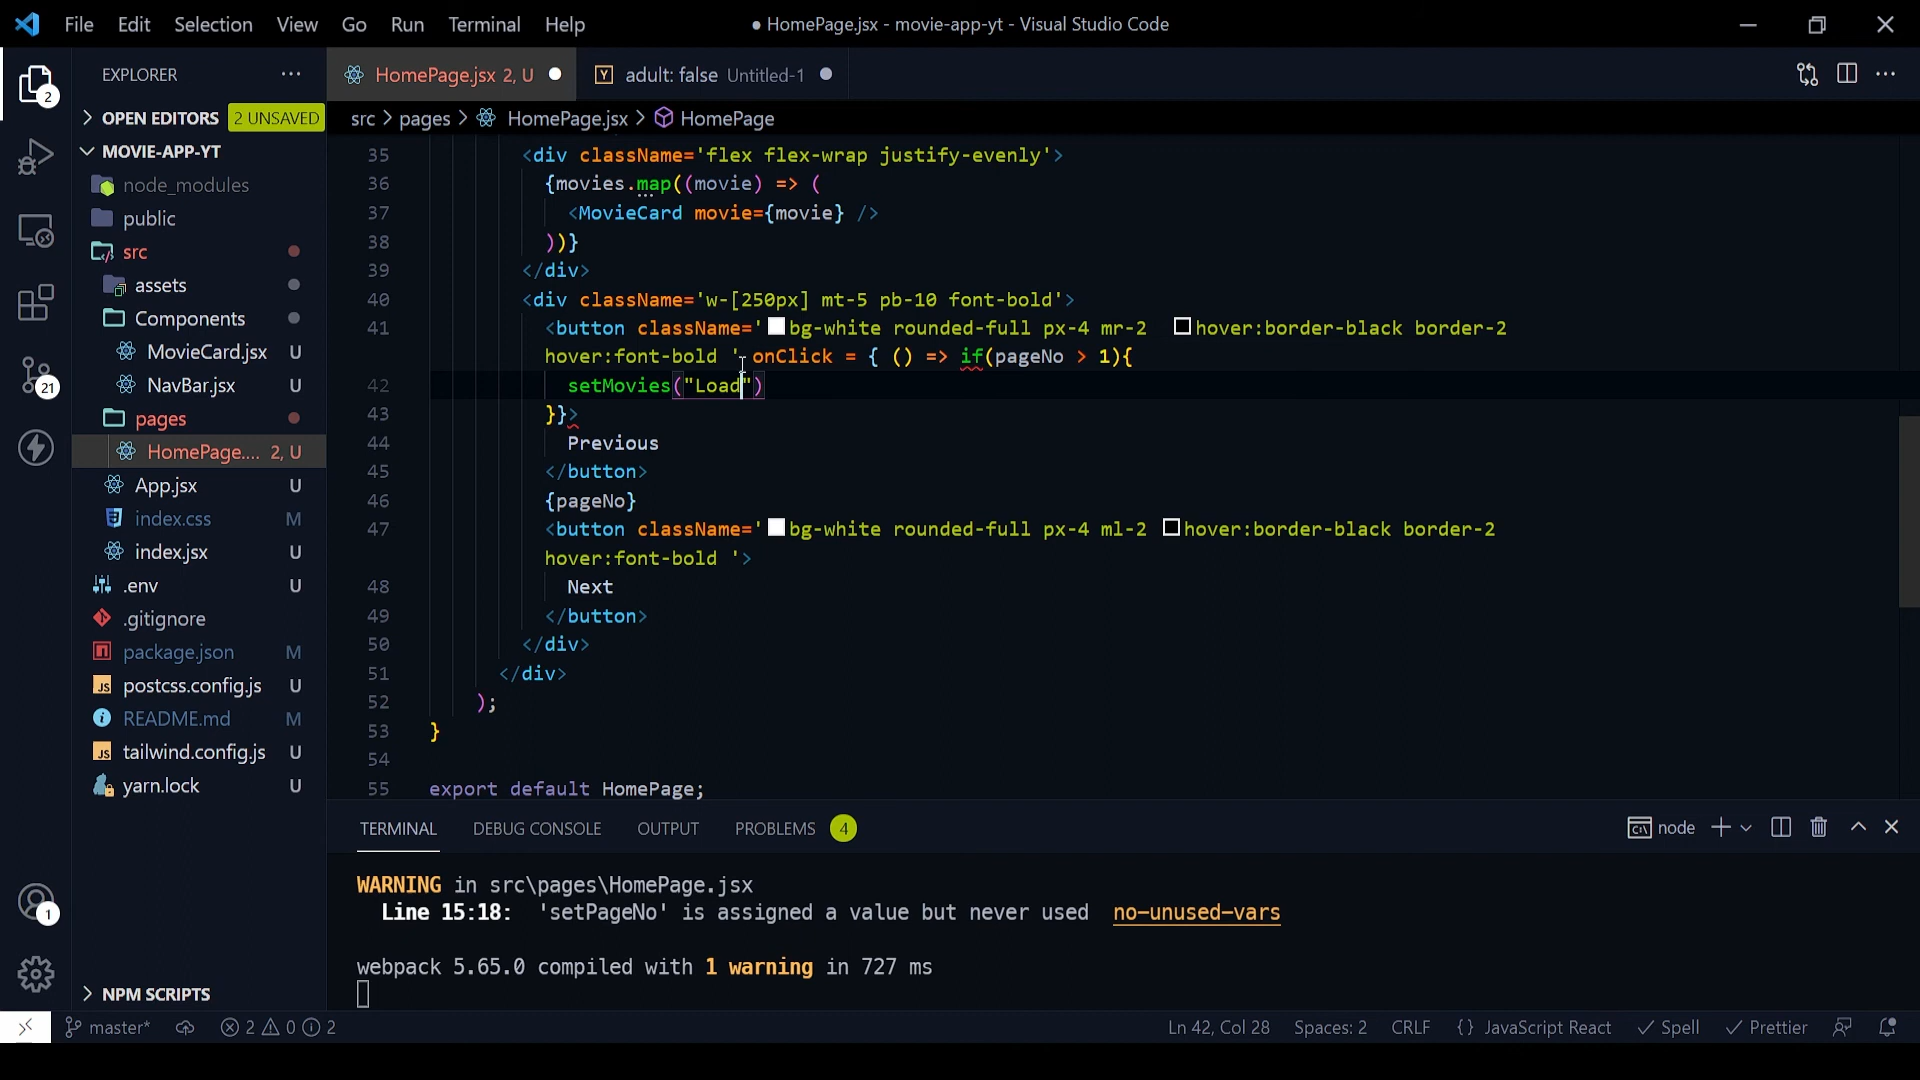 File Edit Selection View Go Run Terminal Help
● HomePage.jsx - movie-app-yt - Visual Studio Code
EXPLORER
HomePage.jsx 2, U
adult: false Untitled-1
2
OPEN EDITORS 2 UNSAVED
src > pages > HomePage.jsx > HomePage
MOVIE-APP-YT
node_modules
public
src
assets
Components
MovieCard.jsx U
NavBar.jsx U
21
pages
HomePage.... 2, U
App.jsx U
index.css M
index.jsx U
.env U
.gitignore
package.json M
postcss.config.js U
README.md M
tailwind.config.js U
yarn.lock U
NPM SCRIPTS
1
35 <div className='flex flex-wrap justify-evenly'>
36 {movies.map((movie) => (
37 <MovieCard movie={movie} />
38 ))}
39 </div>
40 <div className='w-[250px] mt-5 pb-10 font-bold'>
41 <button className='bg-white rounded-full px-4 mr-2 hover:border-black border-2
hover:font-bold ' onClick = { () => if(pageNo > 1){
42 setMovies("Load")
43 }}>
44 Previous
45 </button>
46 {pageNo}
47 <button className='bg-white rounded-full px-4 ml-2 hover:border-black border-2
hover:font-bold '>
48 Next
49 </button>
50 </div>
51 </div>
52 );
53 }
54
55 export default HomePage;
TERMINAL DEBUG CONSOLE OUTPUT PROBLEMS 4
node
WARNING in src\pages\HomePage.jsx
Line 15:18: 'setPageNo' is assigned a value but never used no-unused-vars
webpack 5.65.0 compiled with 1 warning in 727 ms
master* 2 0 2
Ln 42, Col 28 Spaces: 2 CRLF {} JavaScript React Spell Prettier